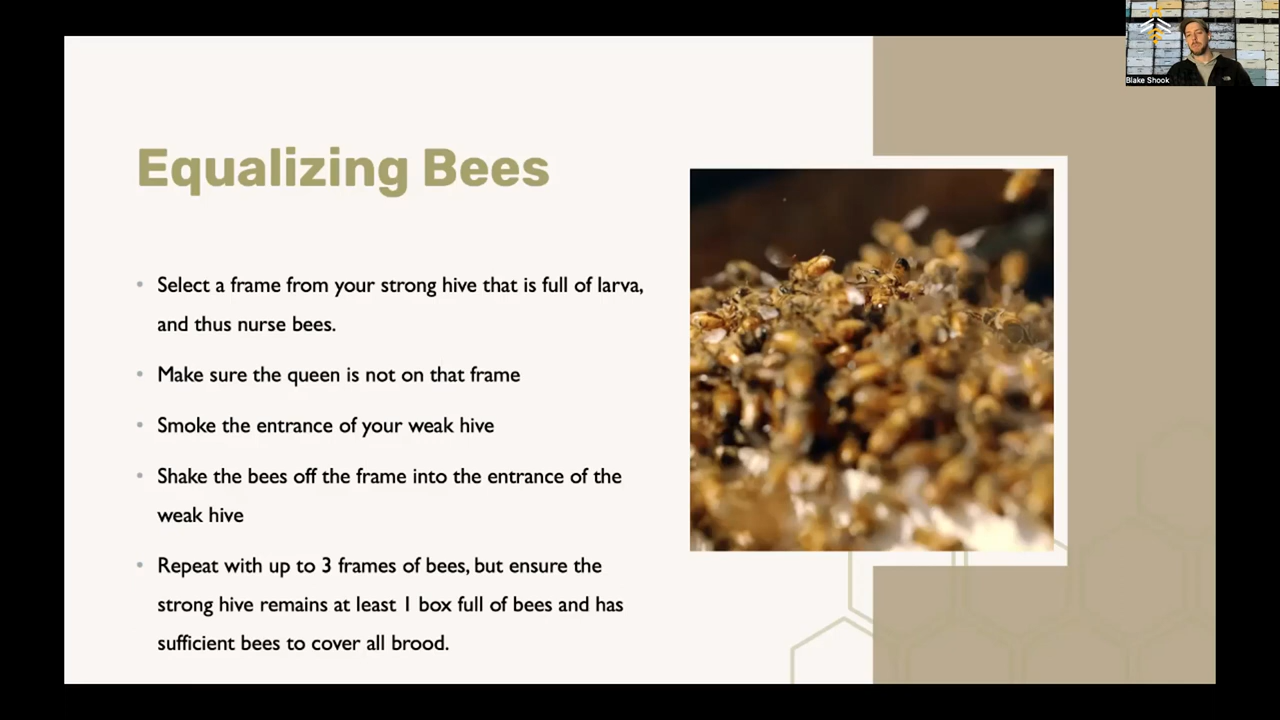 Blake Shook
Equalizing Bees
• Select a frame from your strong hive that is full of larva,
and thus nurse bees.
• Make sure the queen is not on that frame
• Smoke the entrance of your weak hive
• Shake the bees off the frame into the entrance of the
weak hive
• Repeat with up to 3 frames of bees, but ensure the
strong hive remains at least 1 box full of bees and has
sufficient bees to cover all brood.